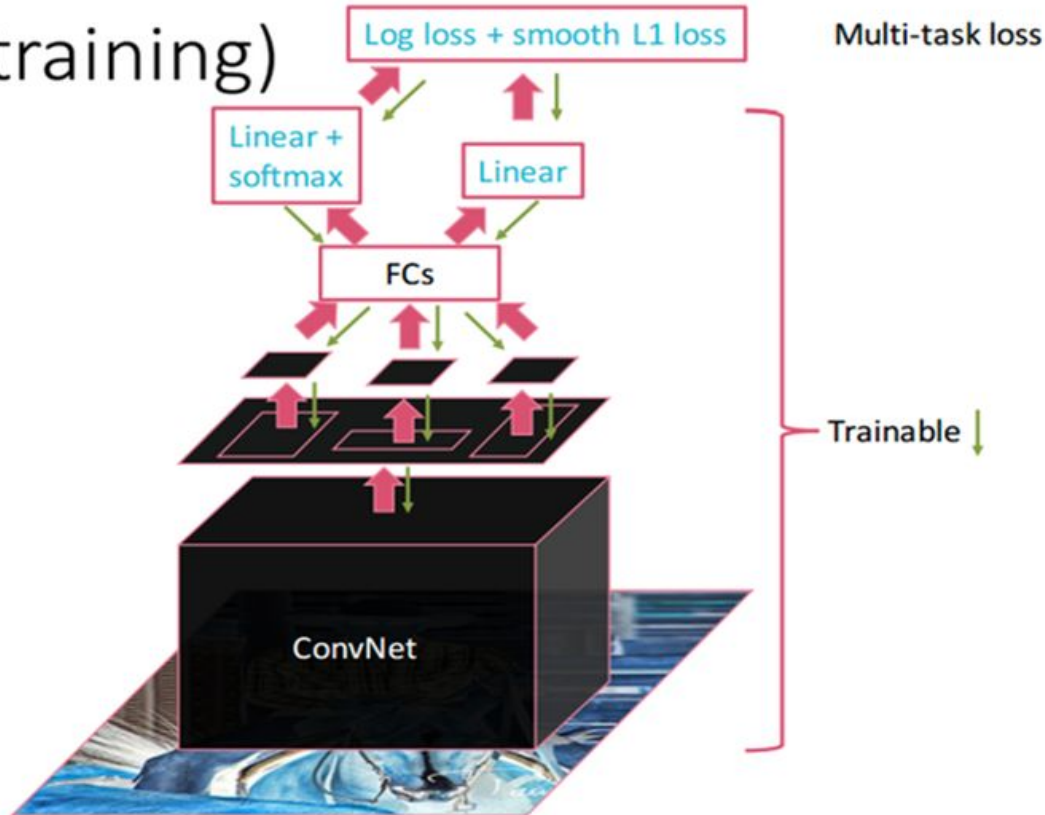 training)
Log loss + smooth L1 loss
Multi-task loss
Linear +
softmax
Linear
FCs
Trainable
ConvNet